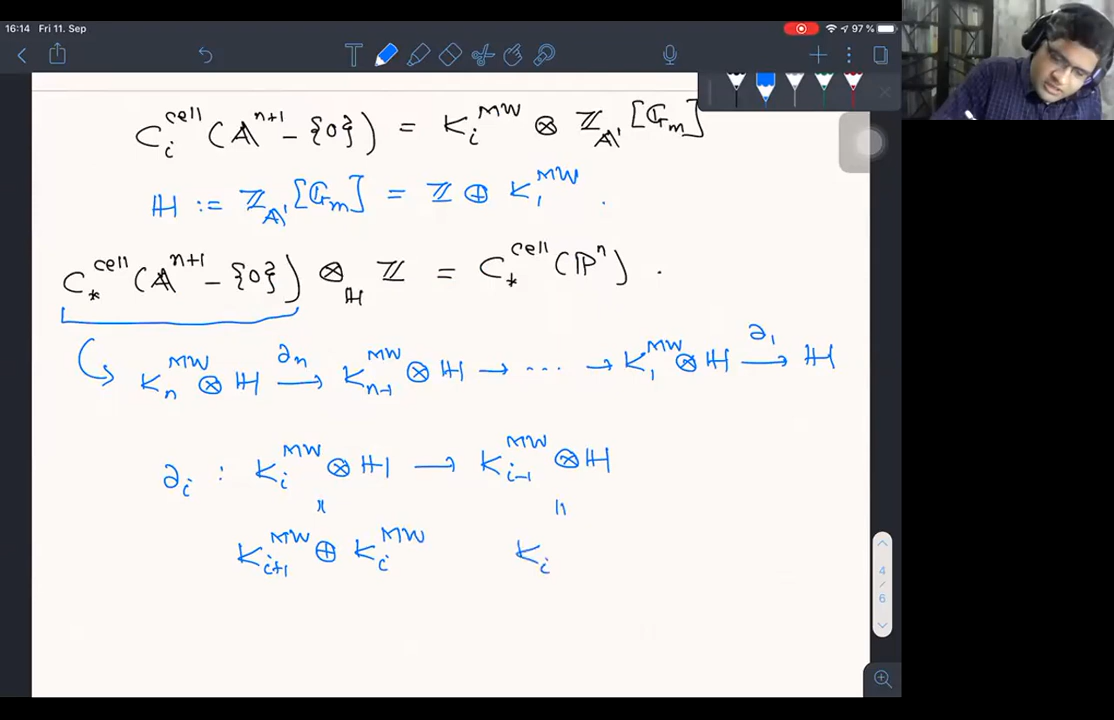 16:14 Fri 11. Sep 97 %
C_i^{cell}(𝔸^{n+1} - {0}) = K_i^{MW} ⊗ ℤ_{𝔸^1}[𝔾_m]
ℍ := ℤ_{𝔸^1}[𝔾_m] = ℤ ⊕ K_1^{MW} .
C_*^{cell}(𝔸^{n+1} - {0}) ⊗_ℍ ℤ = C_*^{cell}(ℙ^n) .
K_n^{MW} ⊗ ℍ →^{∂_n} K_{n-1}^{MW} ⊗ ℍ → ... → K_1^{MW} ⊗ ℍ →^{∂_1} ℍ
∂_i : K_i^{MW} ⊗ ℍ → K_{i-1}^{MW} ⊗ ℍ
= =
K_{i+1}^{MW} ⊕ K_i^{MW} K_i
4 / 6